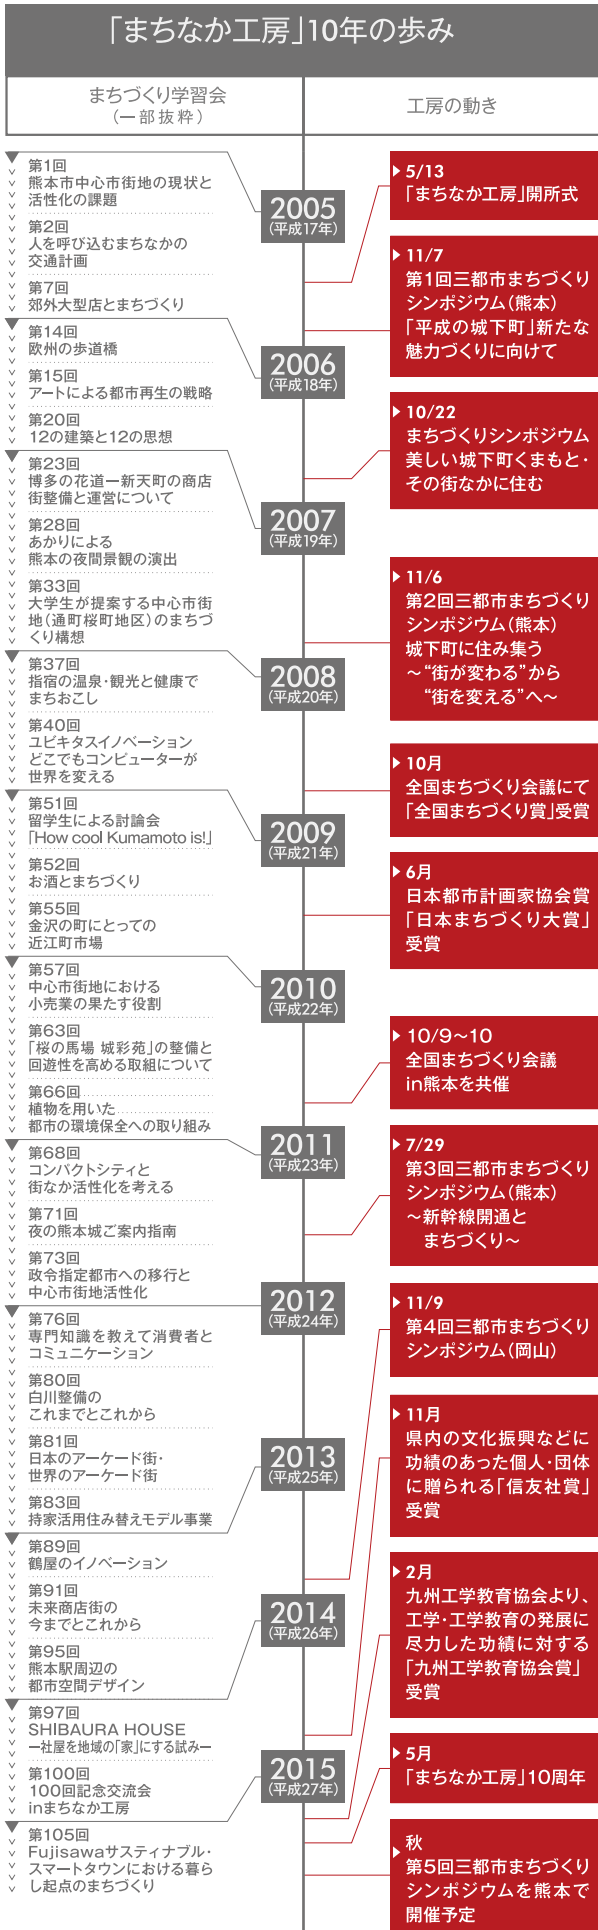 「まちなか工房」10年の歩み
まちづくり学習会
（一部抜粋）
工房の動き
第1回
熊本市中心市街地の現状と
活性化の課題
第2回
人を呼び込むまちなかの
交通計画
第7回
郊外大型店とまちづくり
第14回
欧州の歩道橋
第15回
アートによる都市再生の戦略
第20回
12の建築と12の思想
第23回
博多の花道ー新天町の商店
街整備と運営について
第28回
あかりによる
熊本の夜間景観の演出
第33回
大学生が提案する中心市街
地（通町桜町地区）のまちづ
くり構想
第37回
指宿の温泉・観光と健康で
まちおこし
第40回
ユビキタスイノベーション
どこでもコンピューターが
世界を変える
第51回
留学生による討論会
「How cool Kumamoto is!」
第52回
お酒とまちづくり
第55回
金沢の町にとっての
近江町市場
第57回
中心市街地における
小売業の果たす役割
第63回
「桜の馬場 城彩苑」の整備と
回遊性を高める取組について
第66回
植物を用いた
都市の環境保全への取り組み
第68回
コンパクトシティと
街なか活性化を考える
第71回
夜の熊本城ご案内指南
第73回
政令指定都市への移行と
中心市街地活性化
第76回
専門知識を教えて消費者と
コミュニケーション
第80回
白川整備の
これまでとこれから
第81回
日本のアーケード街・
世界のアーケード街
第83回
持家活用住み替えモデル事業
第89回
鶴屋のイノベーション
第91回
未来商店街の
今までとこれから
第95回
熊本駅周辺の
都市空間デザイン
第97回
SHIBAURA HOUSE
ー社屋を地域の「家」にする試みー
第100回
100回記念交流会
inまちなか工房
第105回
Fujisawaサスティナブル・
スマートタウンにおける暮ら
し起点のまちづくり
2005
（平成17年）
2006
（平成18年）
2007
（平成19年）
2008
（平成20年）
2009
（平成21年）
2010
（平成22年）
2011
（平成23年）
2012
（平成24年）
2013
（平成25年）
2014
（平成26年）
2015
（平成27年）
5/13
「まちなか工房」開所式
11/7
第1回三都市まちづくり
シンポジウム（熊本）
「平成の城下町」新たな
魅力づくりに向けて
10/22
まちづくりシンポジウム
美しい城下町くまもと・
その街なかに住む
11/6
第2回三都市まちづくり
シンポジウム（熊本）
城下町に住み集う
～“街が変わる”から
“街を変える”へ～
10月
全国まちづくり会議にて
「全国まちづくり賞」受賞
6月
日本都市計画家協会賞
「日本まちづくり大賞」
受賞
10/9～10
全国まちづくり会議
in熊本を共催
7/29
第3回三都市まちづくり
シンポジウム（熊本）
～新幹線開通と
まちづくり～
11/9
第4回三都市まちづくり
シンポジウム（岡山）
11月
県内の文化振興などに
功績のあった個人・団体
に贈られる「信友社賞」
受賞
2月
九州工学教育協会より、
工学・工学教育の発展に
尽力した功績に対する
「九州工学教育協会賞」
受賞
5月
「まちなか工房」10周年
秋
第5回三都市まちづくり
シンポジウムを熊本で
開催予定